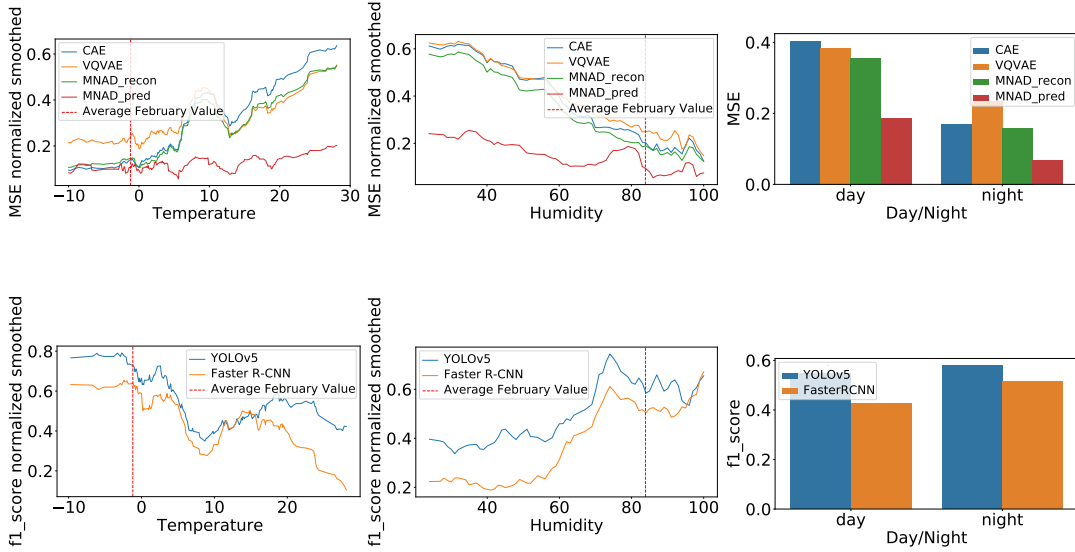 MSE normalized smoothed
0.6
0.4
0.2
CAE
VQVAE
MNAD_recon
MNAD_pred
Average February Value
−10 0 10 20 30
Temperature
MSE normalized smoothed
0.6
0.4
0.2
CAE
VQVAE
MNAD_recon
MNAD_pred
Average February Value
40 60 80 100
Humidity
MSE
0.4
0.2
0.0
CAE
VQVAE
MNAD_recon
MNAD_pred
day night
Day/Night
f1_score normalized smoothed
0.8
0.6
0.4
0.2
YOLOv5
Faster R-CNN
Average February Value
−10 0 10 20
Temperature
f1_score normalized smoothed
0.6
0.4
0.2
YOLOv5
Faster R-CNN
Average February Value
20 40 60 80 100
Humidity
f1_score
0.6
0.4
0.2
0.0
YOLOv5
FasterRCNN
day night
Day/Night